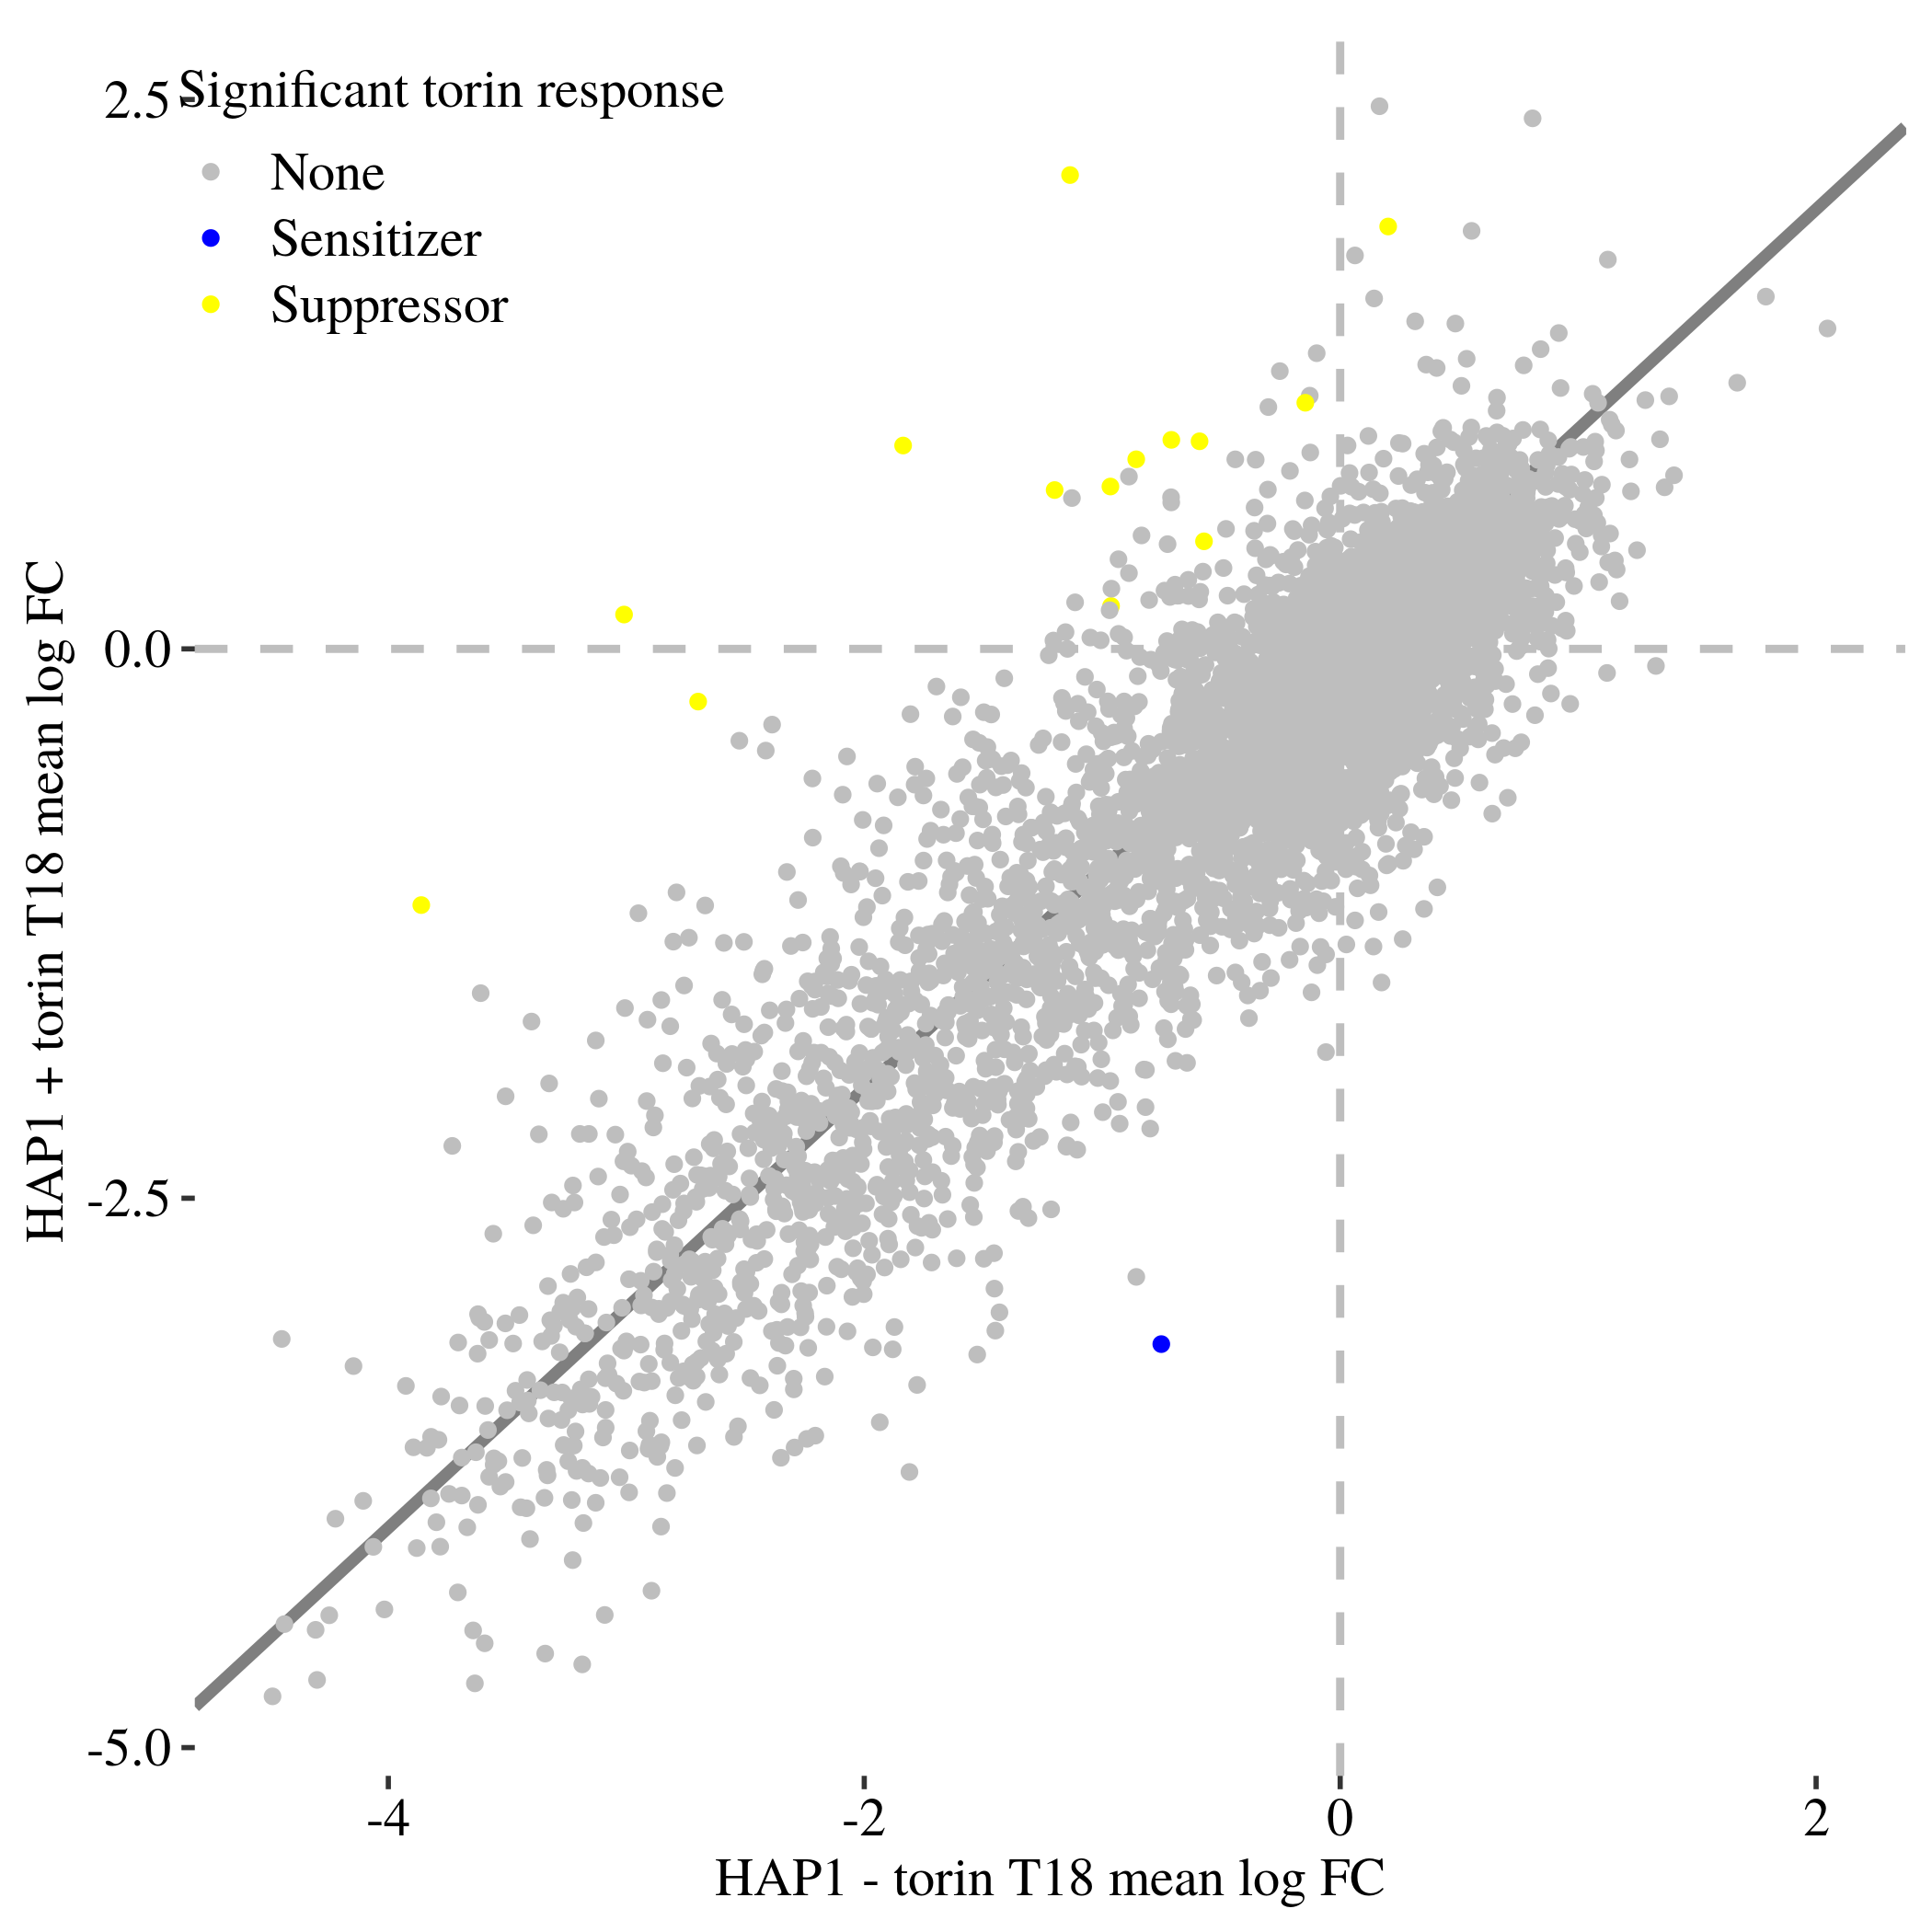 Significant torin response
None
Sensitizer
Suppressor
2.5
0.0
-2.5
-5.0
HAP1 + torin T18 mean log FC
-4
-2
0
2
HAP1 - torin T18 mean log FC